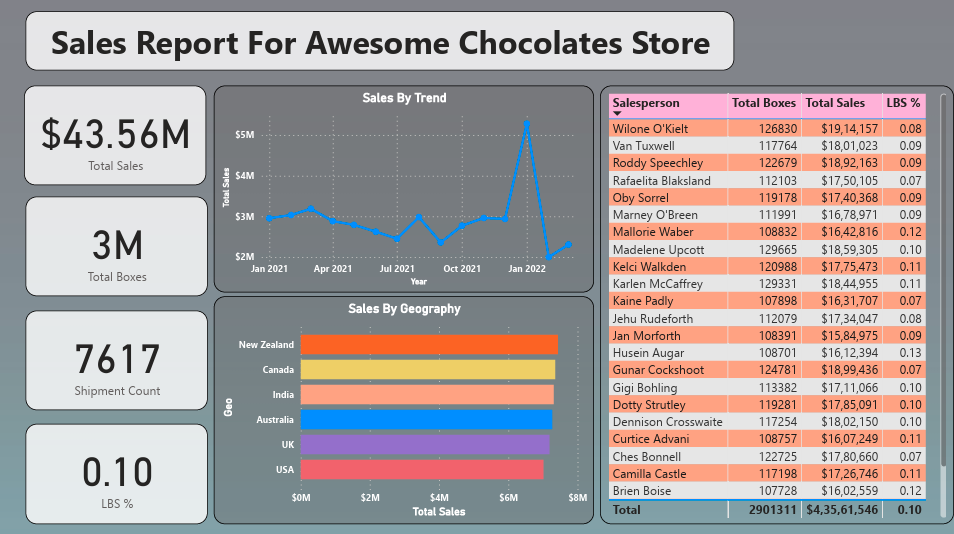 Sales Report For Awesome Chocolates Store
$43.56M
Total Sales
3M
Total Boxes
7617
Shipment Count
0.10
LBS %
Sales By Trend
Total Sales
$5M
$4M
$3M
$2M
Jan 2021 Apr 2021 Jul 2021 Oct 2021 Jan 2022
Year
Sales By Geography
Geo
New Zealand
Canada
India
Australia
UK
USA
$0M $2M $4M $6M $8M
Total Sales
Salesperson Total Boxes Total Sales LBS %
Wilone O'Kielt 126830 $19,14,157 0.08
Van Tuxwell 117764 $18,01,023 0.09
Roddy Speechley 122679 $18,92,163 0.09
Rafaelita Blaksland 112103 $17,50,105 0.07
Oby Sorrel 119178 $17,40,368 0.09
Marney O'Breen 111991 $16,78,971 0.09
Mallorie Waber 108832 $16,42,816 0.12
Madelene Upcott 129665 $18,59,305 0.10
Kelci Walkden 120988 $17,75,473 0.11
Karlen McCaffrey 129331 $18,44,955 0.11
Kaine Padly 107898 $16,31,707 0.07
Jehu Rudeforth 112079 $17,34,047 0.08
Jan Morforth 108391 $15,84,975 0.09
Husein Augar 108701 $16,12,394 0.13
Gunar Cockshoot 124781 $18,99,436 0.07
Gigi Bohling 113382 $17,11,066 0.10
Dotty Strutley 119281 $17,85,091 0.10
Dennison Crosswaite 117254 $18,02,150 0.10
Curtice Advani 108757 $16,07,249 0.11
Ches Bonnell 122725 $17,80,660 0.07
Camilla Castle 117198 $17,26,746 0.11
Brien Boise 107728 $16,02,559 0.12
Total 2901311 $4,35,61,546 0.10